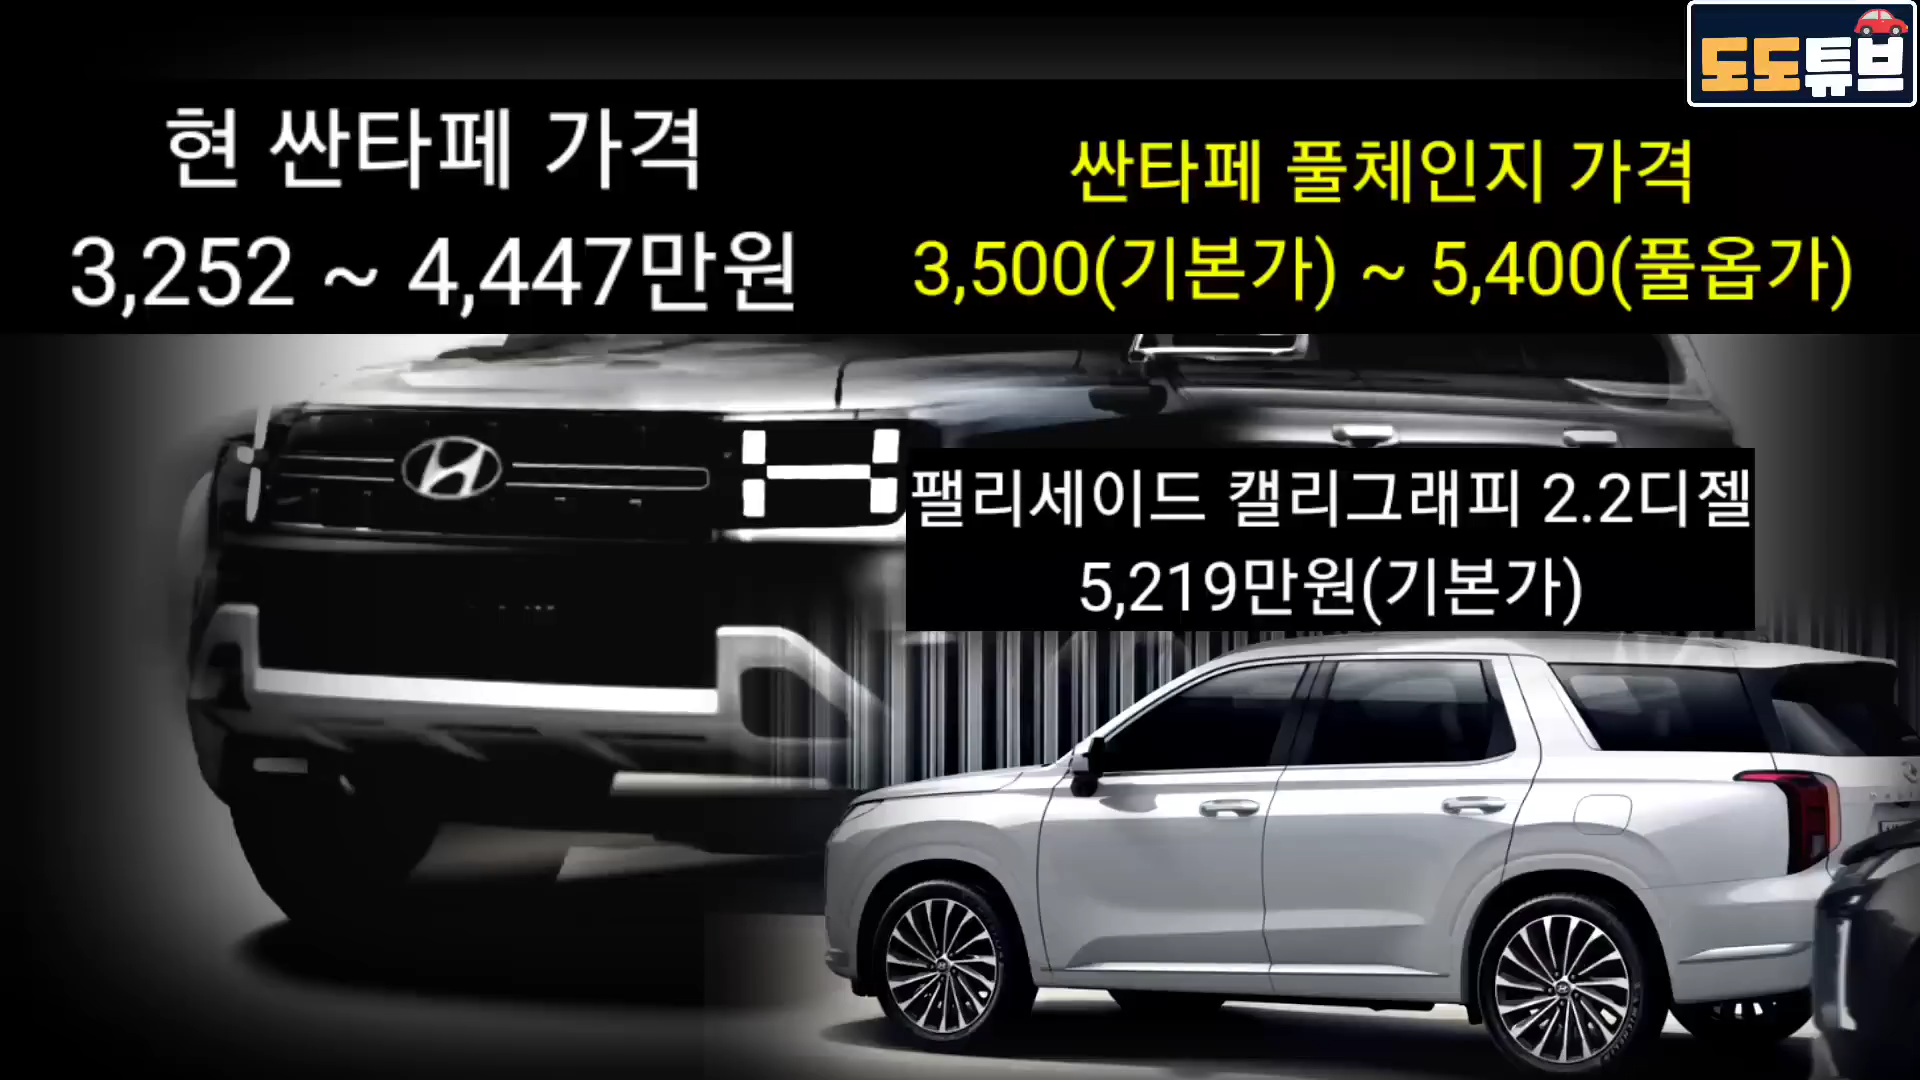 도도튜브
현 싼타페 가격
3,252 ~ 4,447만원
싼타페 풀체인지 가격
3,500(기본가) ~ 5,400(풀옵가)
팰리세이드 캘리그래피 2.2디젤
5,219만원(기본가)